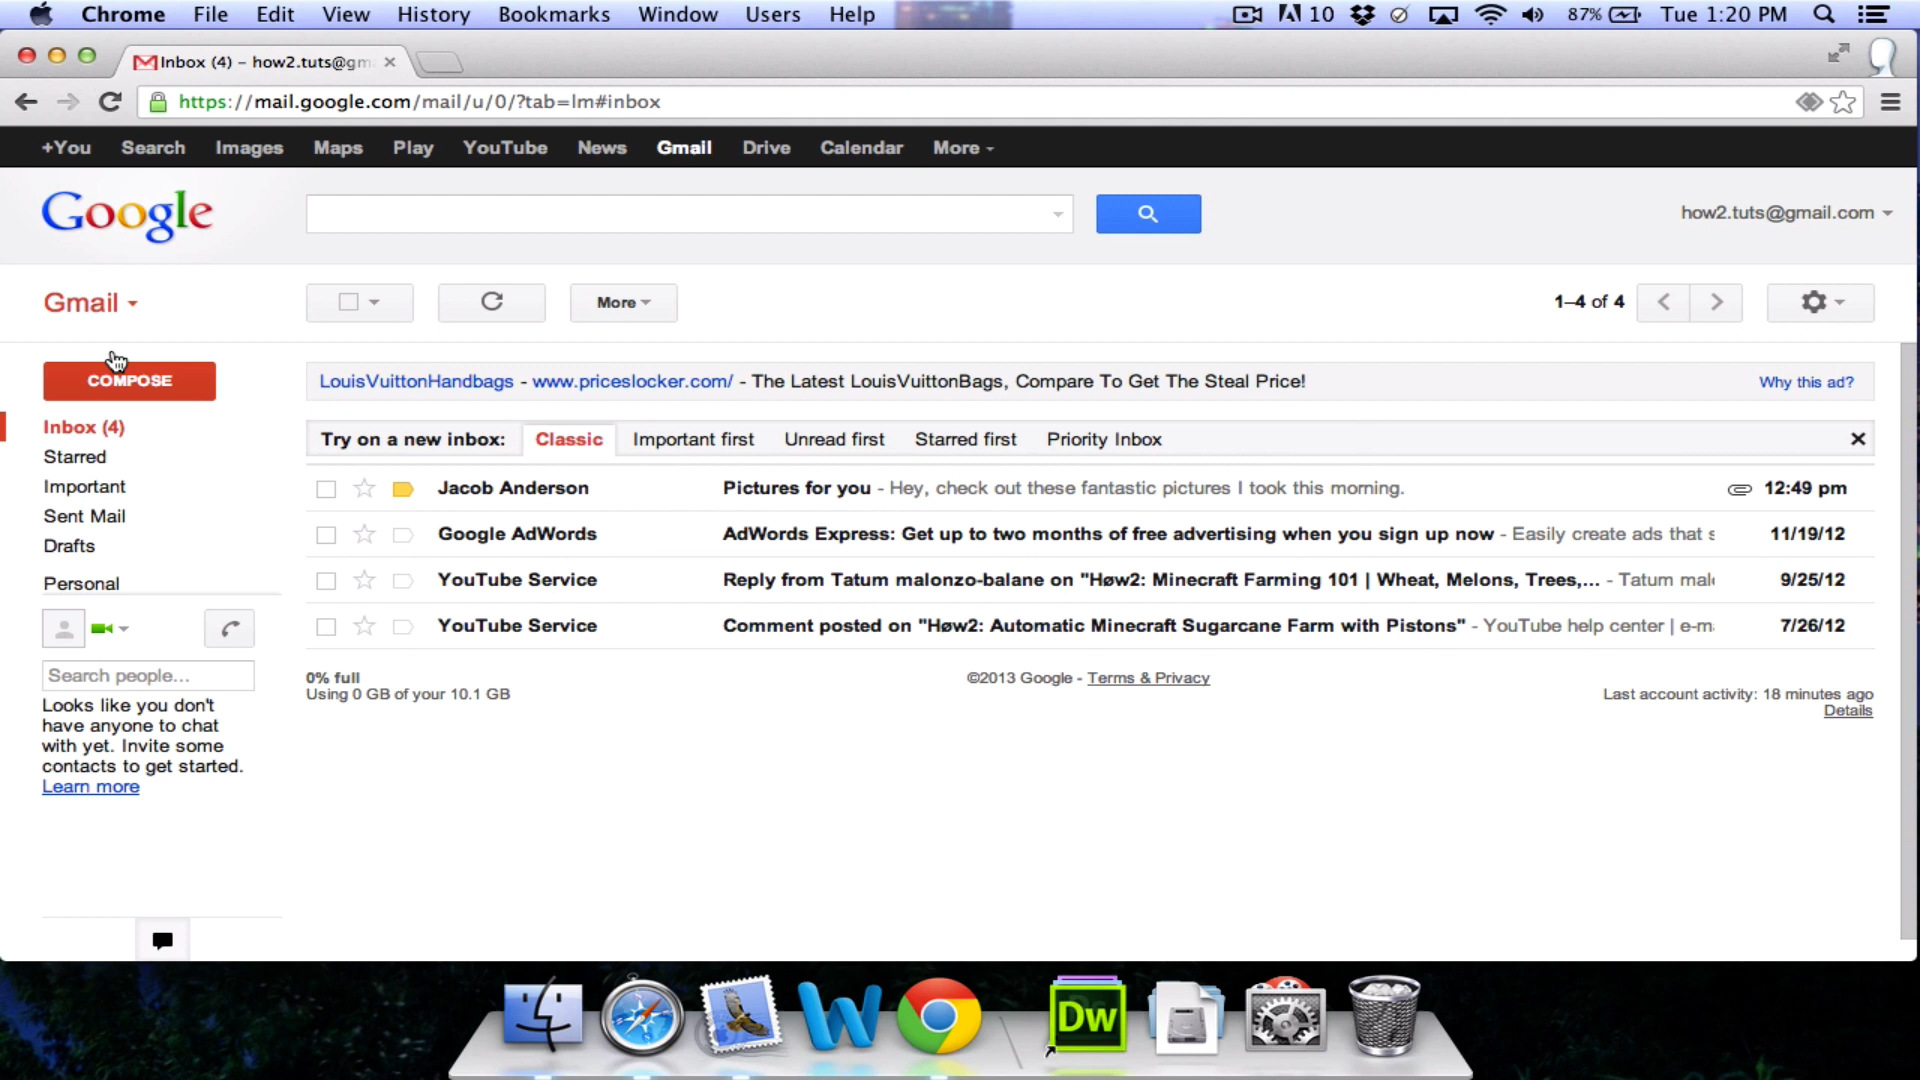 Chrome File Edit View History Bookmarks Window Users Help 10 87% Tue 1:20 PM
Inbox (4) – how2.tuts@gm
https://mail.google.com/mail/u/0/?tab=lm#inbox
+You Search Images Maps Play YouTube News Gmail Drive Calendar More
Google how2.tuts@gmail.com
Gmail More 1–4 of 4
COMPOSE
LouisVuittonHandbags - www.priceslocker.com/ - The Latest LouisVuittonBags, Compare To Get The Steal Price! Why this ad?
Inbox (4)
Starred
Important
Sent Mail
Drafts
Personal
Try on a new inbox: Classic Important first Unread first Starred first Priority Inbox
Jacob Anderson Pictures for you - Hey, check out these fantastic pictures I took this morning. 12:49 pm
Google AdWords AdWords Express: Get up to two months of free advertising when you sign up now - Easily create ads that s 11/19/12
YouTube Service Reply from Tatum malonzo-balane on "Høw2: Minecraft Farming 101 | Wheat, Melons, Trees,... - Tatum mal 9/25/12
YouTube Service Comment posted on "Høw2: Automatic Minecraft Sugarcane Farm with Pistons" - YouTube help center | e-m 7/26/12
Search people...
Looks like you don't
have anyone to chat
with yet. Invite some
contacts to get started.
Learn more
0% full
Using 0 GB of your 10.1 GB
©2013 Google - Terms & Privacy
Last account activity: 18 minutes ago
Details
W
Dw